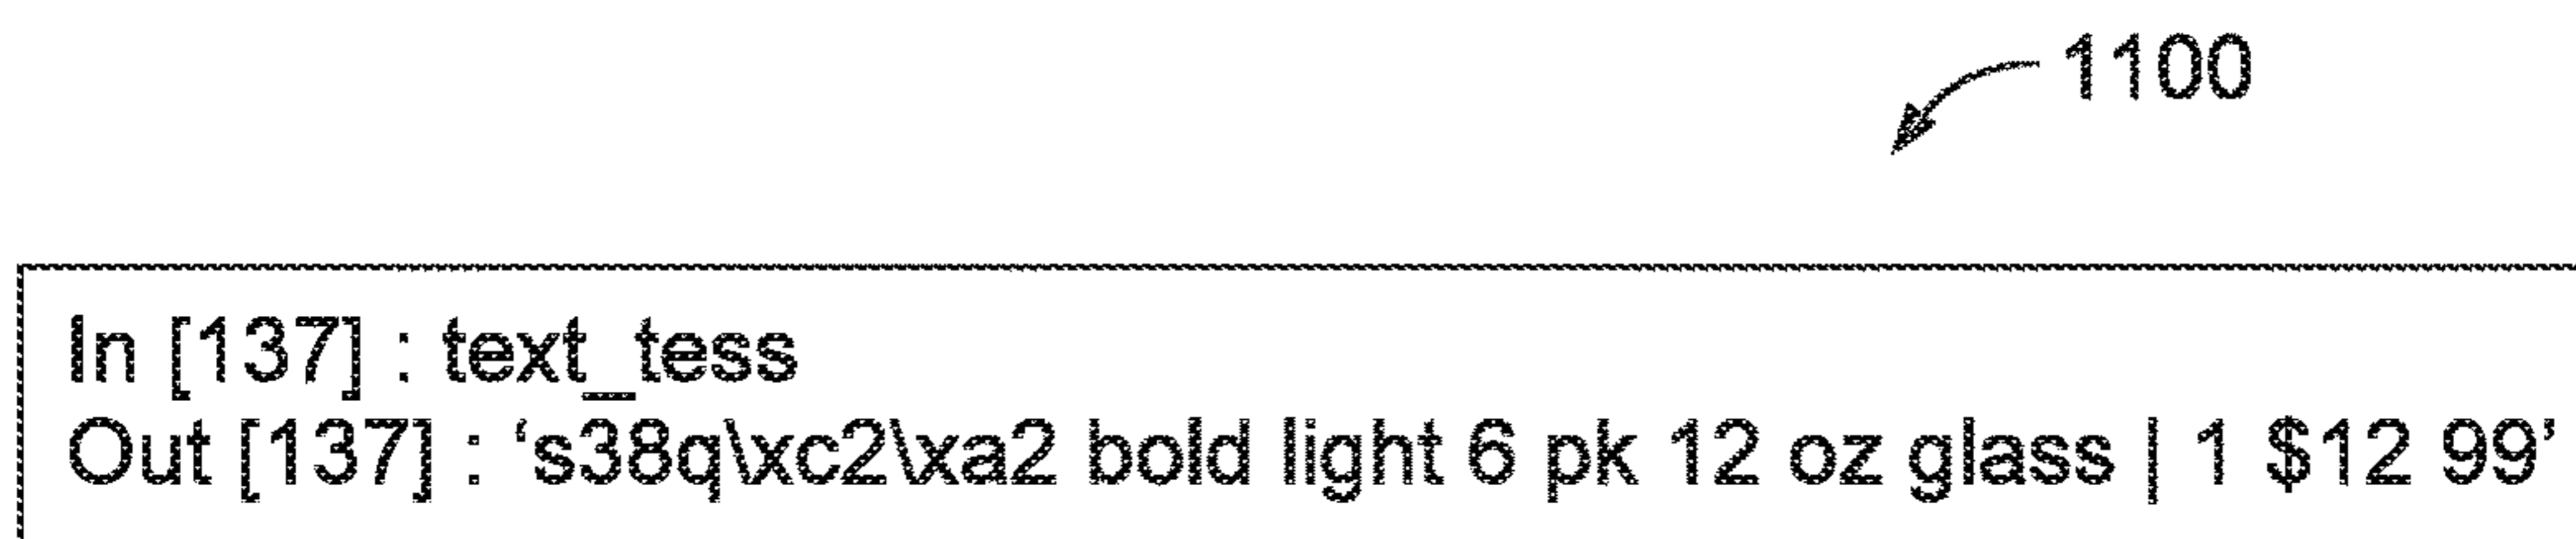 1100
In [137] : text_tess
Out [137] : ‘s38q\xc2\xa2 bold light 6 pk 12 oz glass | 1 $12 99’